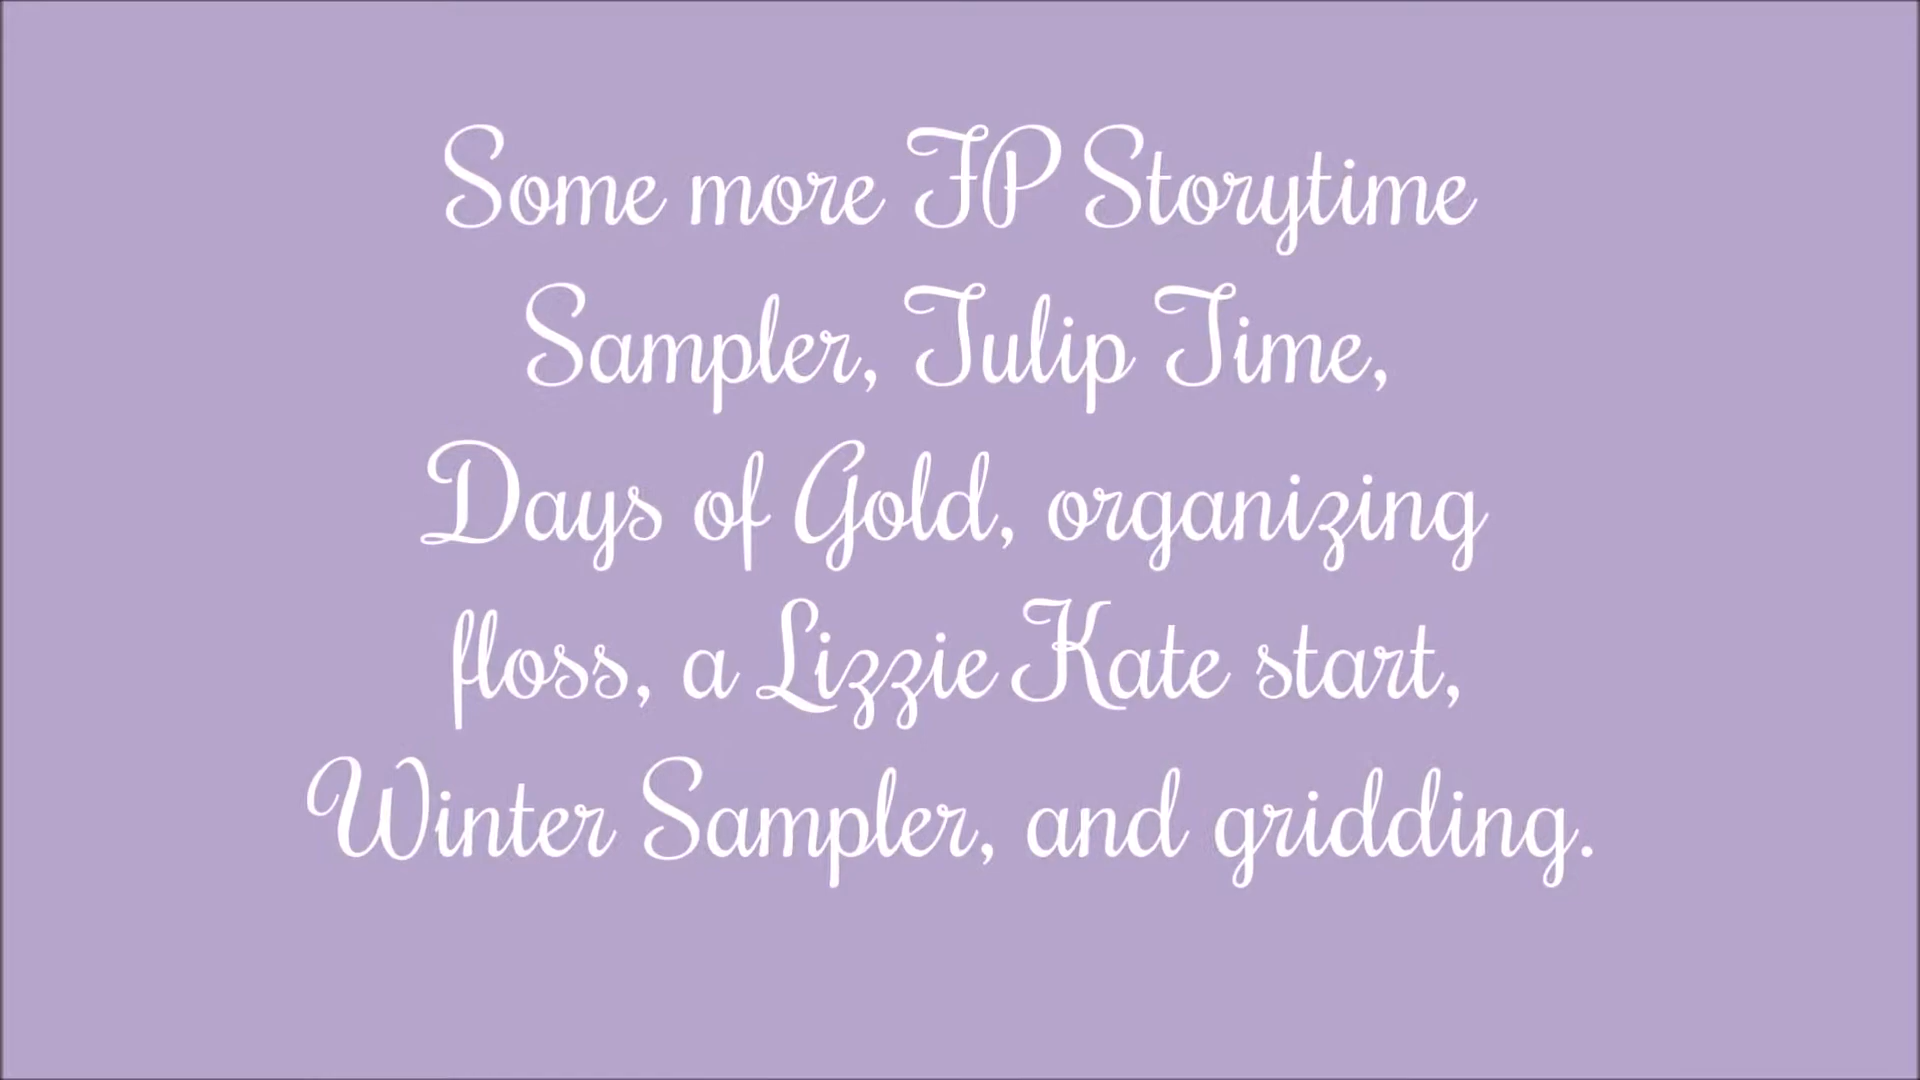 Some more FP Storytime
Sampler, Tulip Time,
Days of Gold, organizing
floss, a Lizzie Kate start,
Winter Sampler, and gridding.